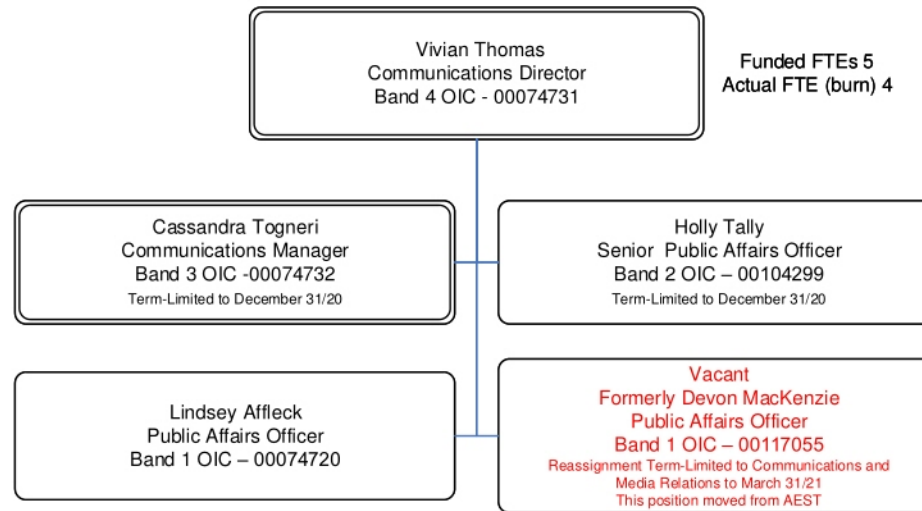 Vivian Thomas
Communications Director
Band 4 OIC - 00074731
Funded FTEs 5
Actual FTE (burn) 4
Cassandra Togneri
Communications Manager
Band 3 OIC -00074732
Term-Limited to December 31/20
Holly Tally
Senior Public Affairs Officer
Band 2 OIC – 00104299
Term-Limited to December 31/20
Lindsey Affleck
Public Affairs Officer
Band 1 OIC – 00074720
Vacant
Formerly Devon MacKenzie
Public Affairs Officer
Band 1 OIC – 00117055
Reassignment Term-Limited to Communications and
Media Relations to March 31/21
This position moved from AEST